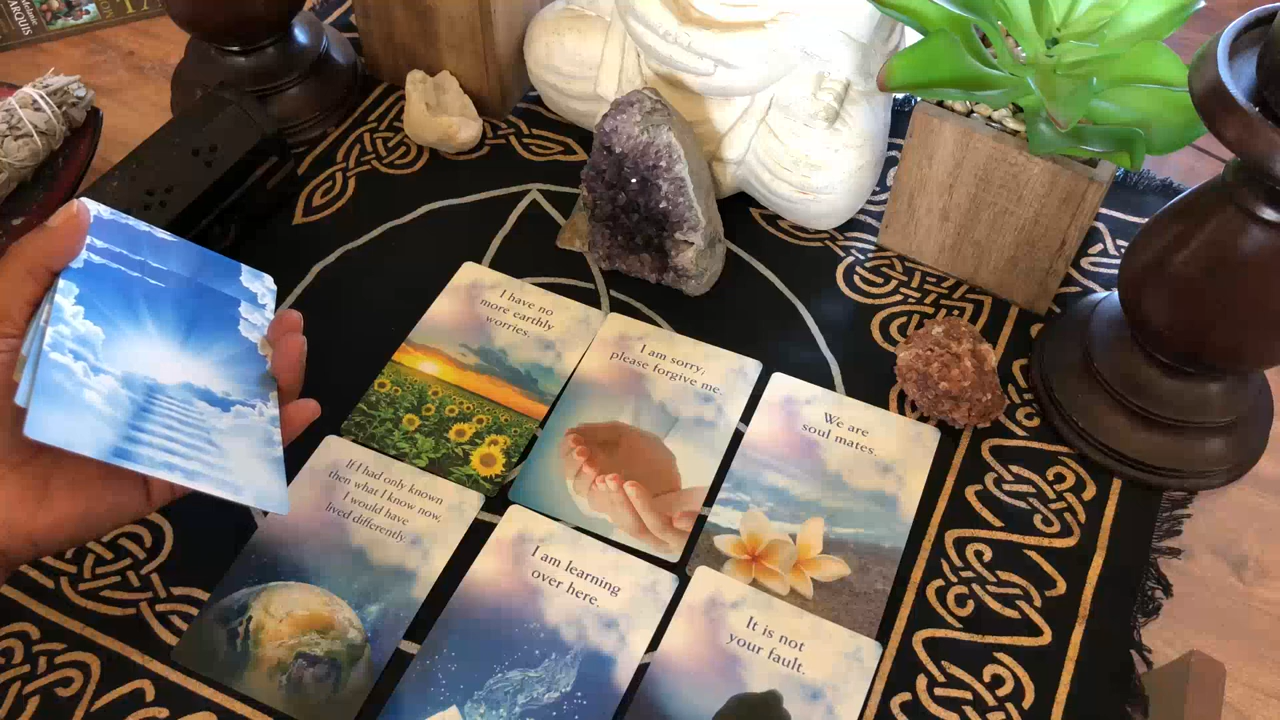 MARQUIS
I have no
more earthly
worries.
I am sorry,
please forgive me.
We are
soul mates.
If I had only known
then what I know now,
I would have
lived differently.
I am learning
over here.
It is not
your fault.